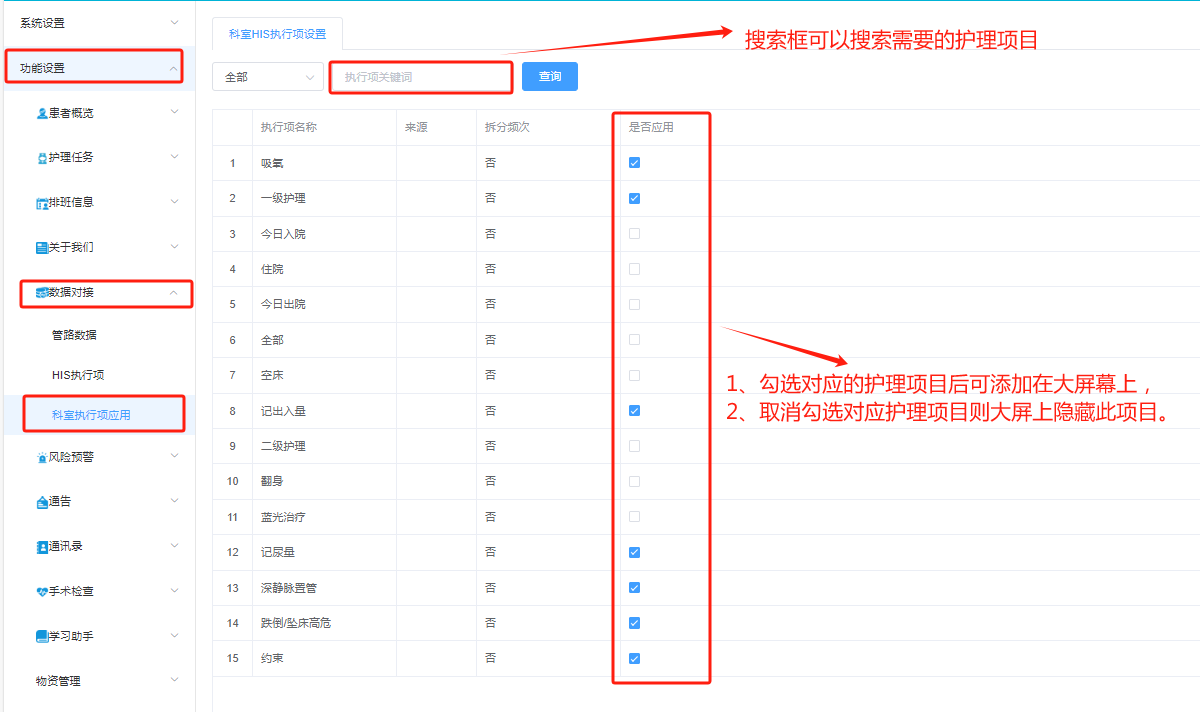 系统设置
功能设置
患者概览
护理任务
排班信息
关于我们
数据对接
管路数据
HIS执行项
科室执行项应用
风险预警
通告
通讯录
手术检查
学习助手
物资管理
科室HIS执行项设置
搜索框可以搜索需要的护理项目
全部 执行项关键词 查询
执行项名称 来源 拆分频次 是否应用
1 吸氧 否
2 一级护理 否
3 今日入院 否
4 住院 否
5 今日出院 否
6 全部 否
7 空床 否
8 记出入量 否
9 二级护理 否
10 翻身 否
11 蓝光治疗 否
12 记尿量 否
13 深静脉置管 否
14 跌倒/坠床高危 否
15 约束 否
1、勾选对应的护理项目后可添加在大屏幕上，
2、取消勾选对应护理项目则大屏上隐藏此项目。